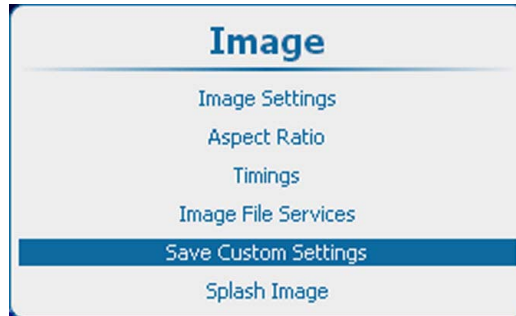 Image
Image Settings
Aspect Ratio
Timings
Image File Services
Save Custom Settings
Splash Image